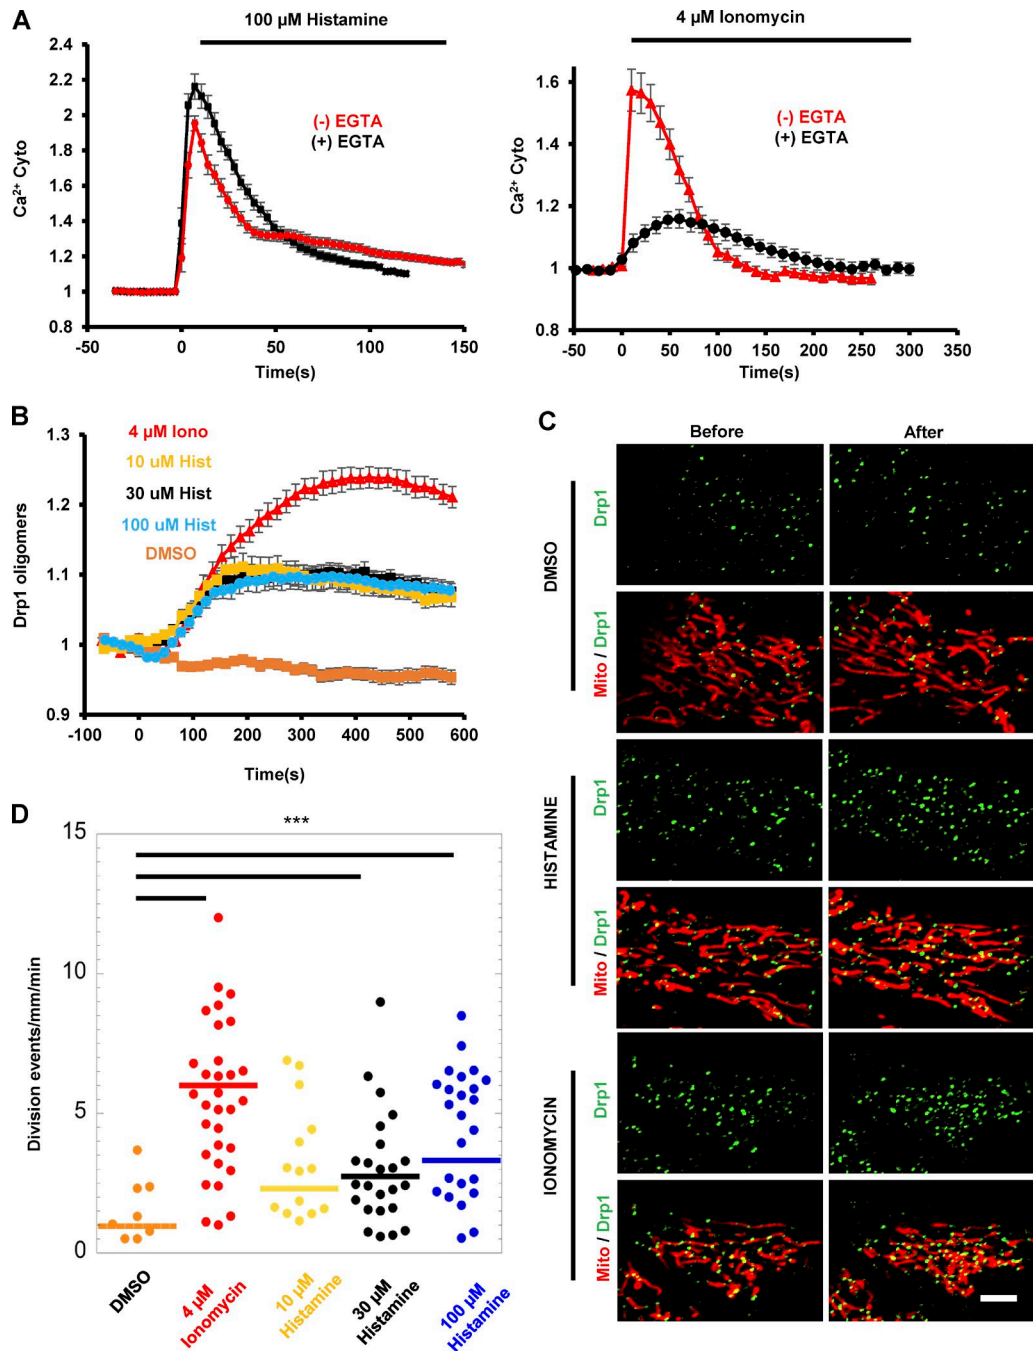 A
100 µM Histamine
2.4
2.2
2
1.8
1.6
1.4
1.2
1
0.8
Ca²⁺ Cyto
(-) EGTA
(+) EGTA
-50
0
50
100
150
Time(s)
4 µM Ionomycin
1.6
1.4
1.2
1
0.8
Ca²⁺ Cyto
(-) EGTA
(+) EGTA
-50
0
50
100
150
200
250
300
350
Time(s)
B
4 µM Iono
10 uM Hist
30 uM Hist
100 uM Hist
DMSO
1.3
1.2
1.1
1
0.9
Drp1 oligomers
-100
0
100
200
300
400
500
600
Time(s)
C
Before
After
DMSO
Drp1
Mito / Drp1
HISTAMINE
Drp1
Mito / Drp1
IONOMYCIN
Drp1
Mito / Drp1
D
***
15
10
5
0
Division events/mm/min
DMSO
4 µM
Ionomycin
10 µM
Histamine
30 µM
Histamine
100 µM
Histamine